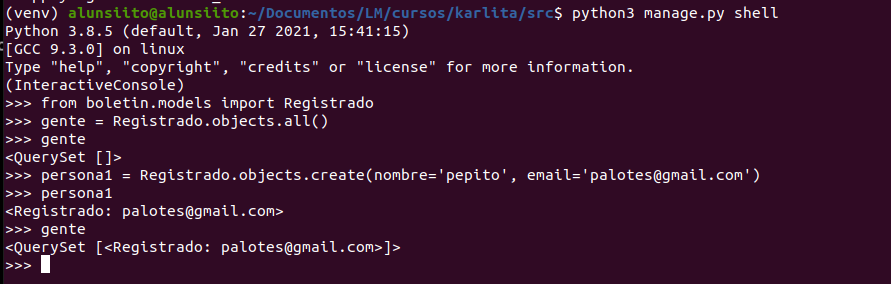 (venv) alunsiito@alunsiito:~/Documentos/LM/cursos/karlita/src$ python3 manage.py shell
Python 3.8.5 (default, Jan 27 2021, 15:41:15)
[GCC 9.3.0] on linux
Type "help", "copyright", "credits" or "license" for more information.
(InteractiveConsole)
>>> from boletin.models import Registrado
>>> gente = Registrado.objects.all()
>>> gente
<QuerySet []>
>>> persona1 = Registrado.objects.create(nombre='pepito', email='palotes@gmail.com')
>>> persona1
<Registrado: palotes@gmail.com>
>>> gente
<QuerySet [<Registrado: palotes@gmail.com>]>
>>>